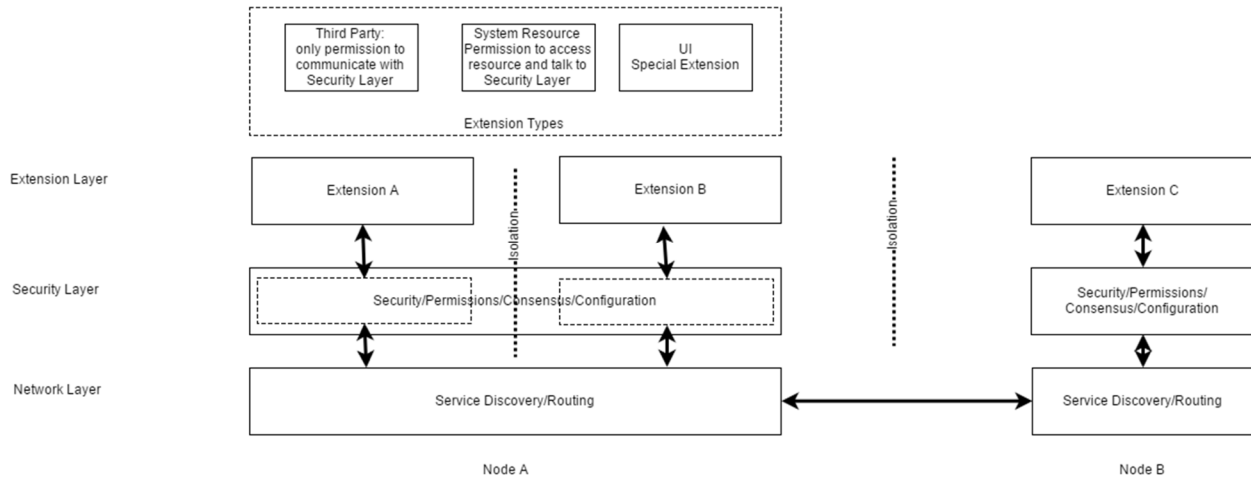 Third Party:
only permission to
communicate with
Security Layer
System Resource
Permission to access
resource and talk to
Security Layer
UI
Special Extension
Extension Types
Extension Layer
Extension A
Isolation
Extension B
Isolation
Extension C
Security Layer
Security/Permissions/Consensus/Configuration
Security/Permissions/
Consensus/Configuration
Network Layer
Service Discovery/Routing
Service Discovery/Routing
Node A
Node B